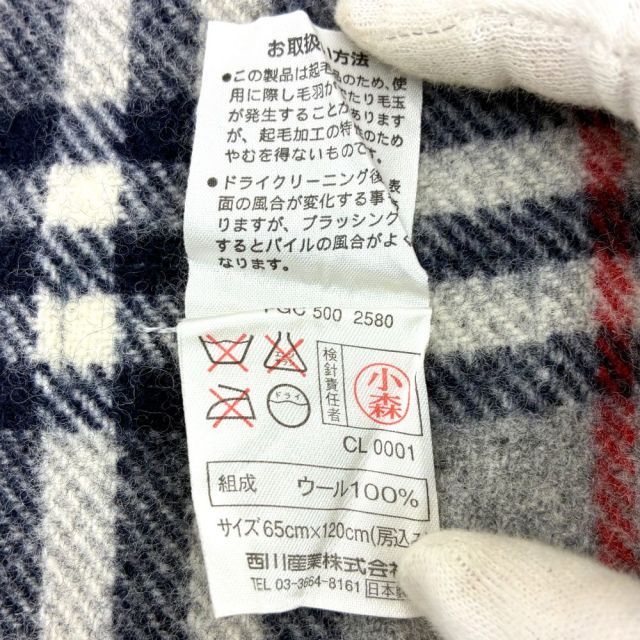 お取扱い方法
●この製品は起毛品のため、使
用に際し毛羽がでたり毛玉
が発生することがあります
が、起毛加工の特性のため
やむを得ないものです。
●ドライクリーニング後、表
面の風合が変化する事があ
りますが、ブラッシング
するとパイルの風合がよく
なります。
500 2580
ドライ
検針責任者
小森
CL 0001
組成 ウール100%
サイズ 65cm×120cm(房込み
西川産業株式会
TEL 03-3664-8161 日本